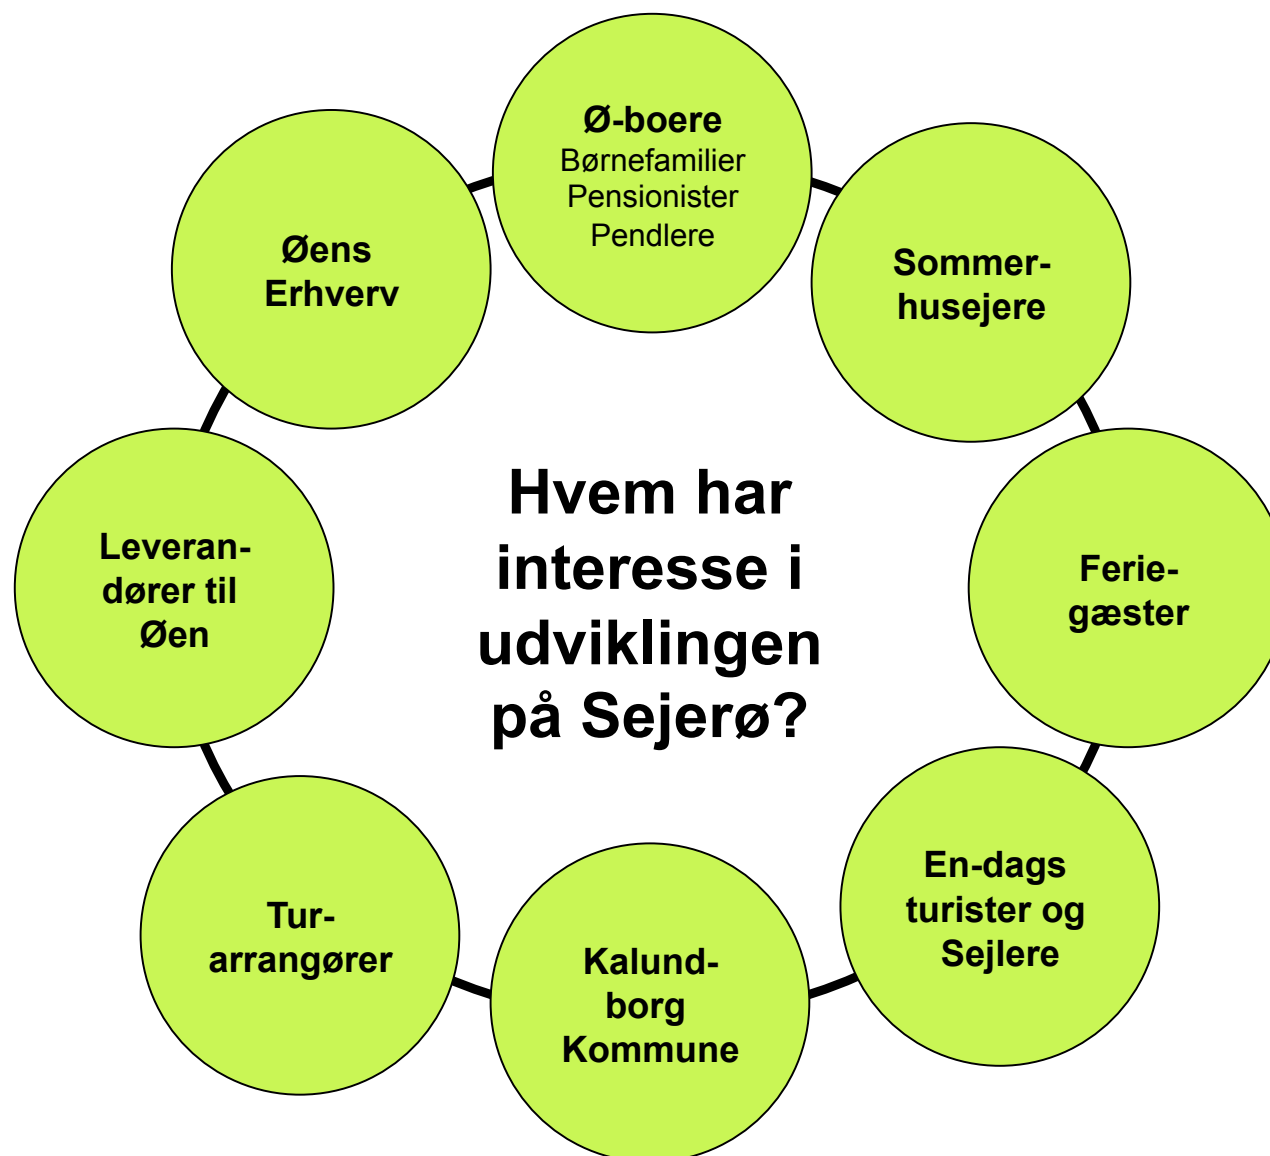 Ø-boere
Børnefamilier
Pensionister
Pendlere
Sommer-
husejere
Ferie-
gæster
En-dags
turister og
Sejlere
Kalund-
borg
Kommune
Tur-
arrangører
Leveran-
dører til
Øen
Øens
Erhverv
Hvem har
interesse i
udviklingen
på Sejerø?